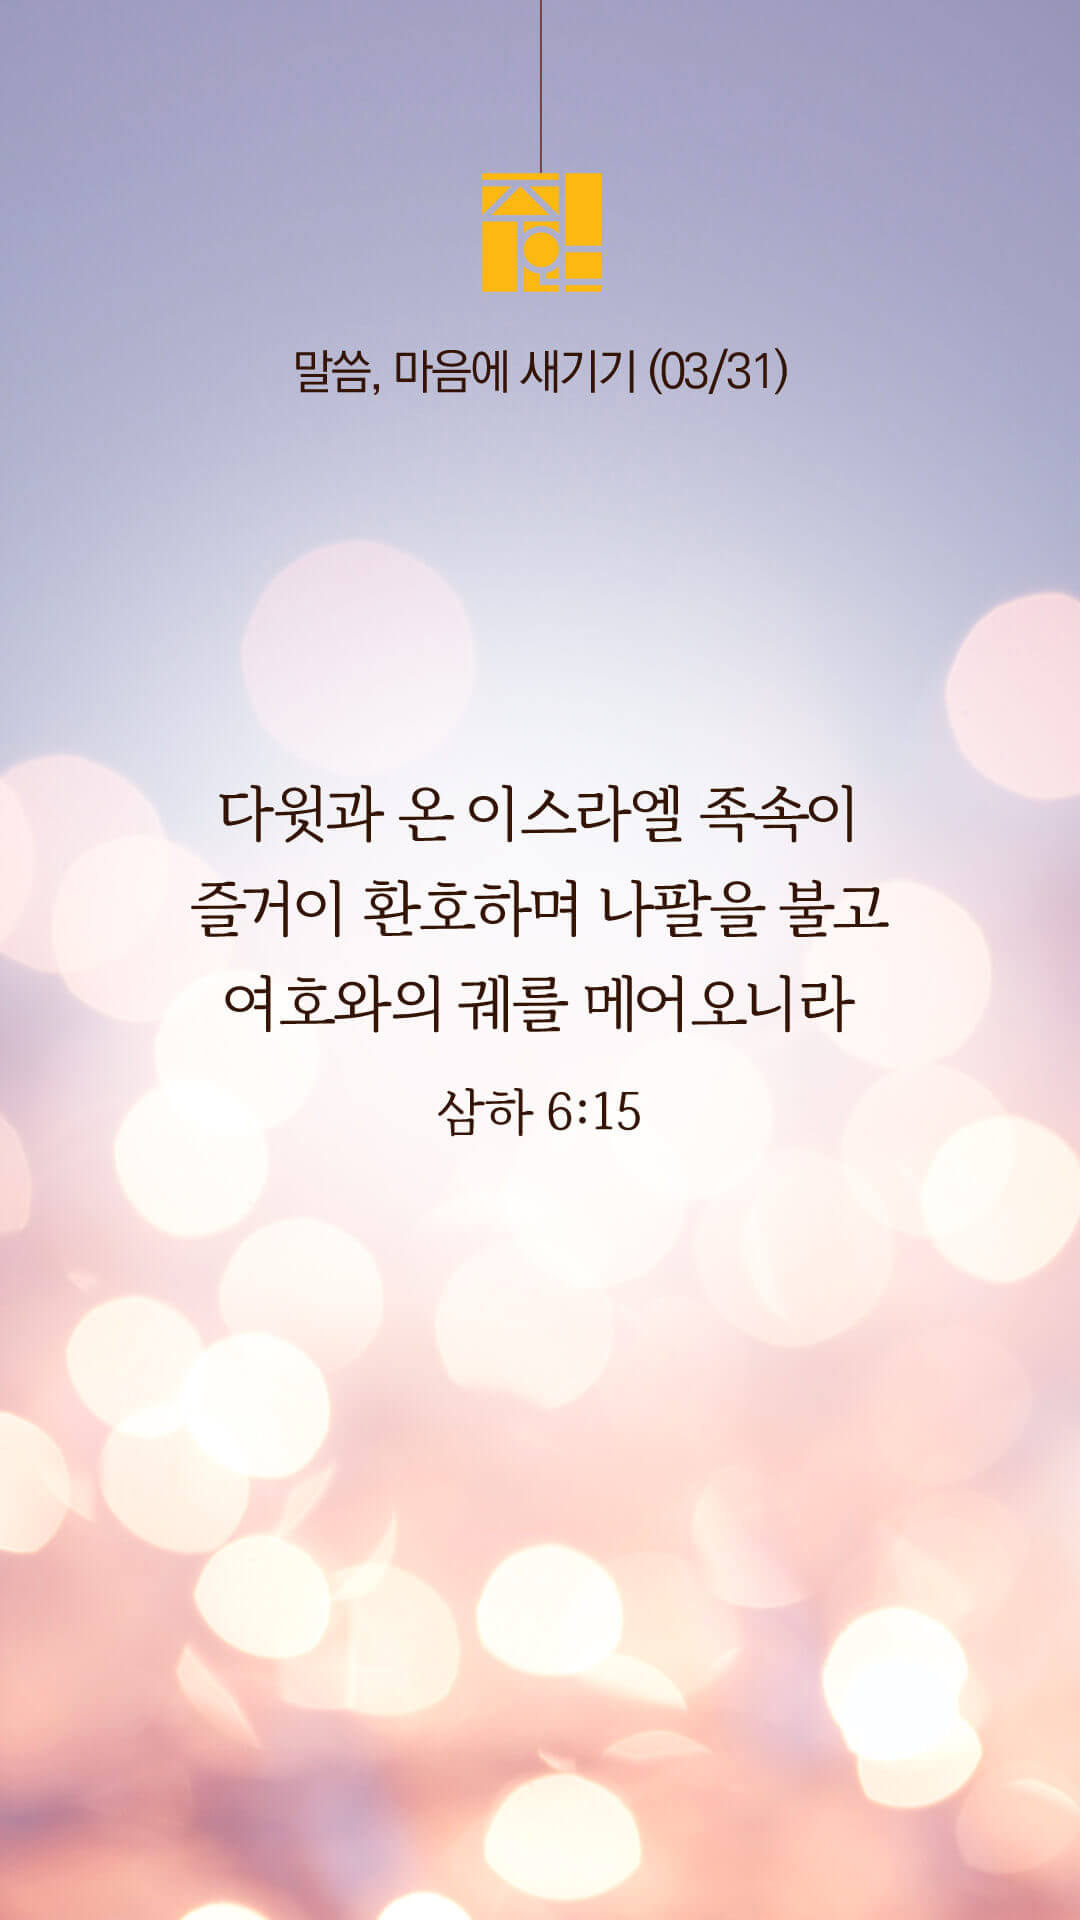 말씀, 마음에 새기기 (03/31)
다윗과 온 이스라엘 족속이
즐거이 환호하며 나팔을 불고
여호와의 궤를 메어오니라
삼하 6:15